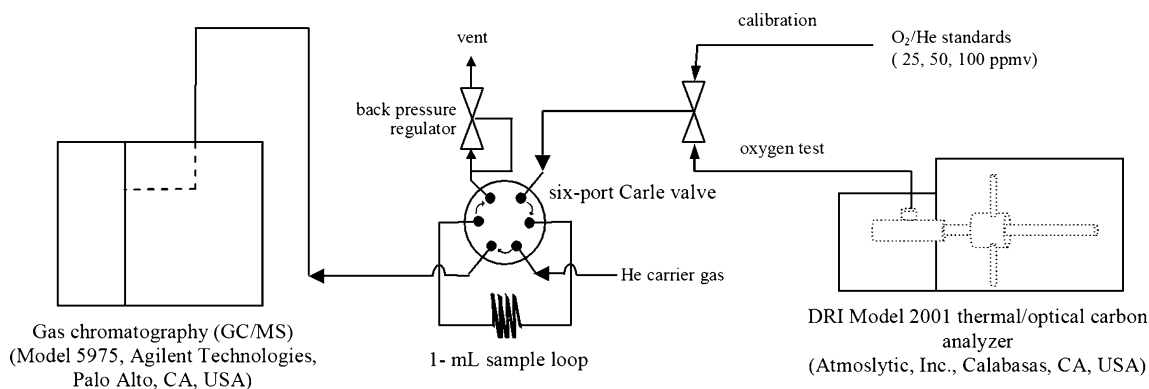 calibration
O2/He standards
( 25, 50, 100 ppmv)
vent
back pressure
regulator
oxygen test
six-port Carle valve
He carrier gas
1- mL sample loop
Gas chromatography (GC/MS)
(Model 5975, Agilent Technologies,
Palo Alto, CA, USA)
DRI Model 2001 thermal/optical carbon
analyzer
(Atmoslytic, Inc., Calabasas, CA, USA)